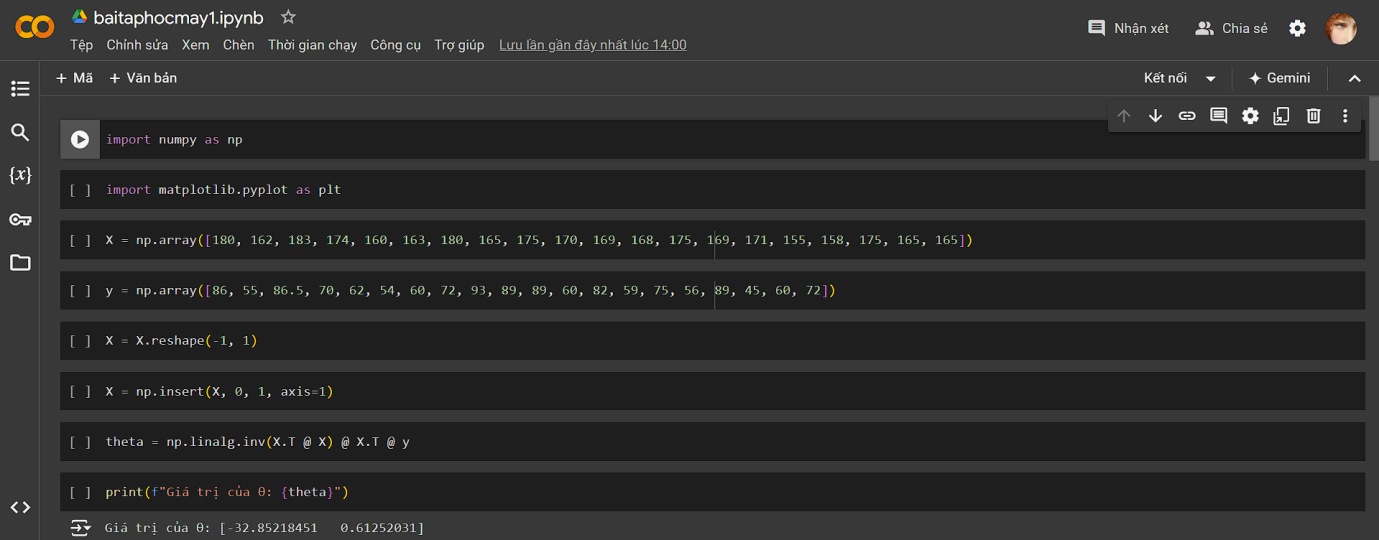 baitaphocmay1.ipynb
Tệp Chỉnh sửa Xem Chèn Thời gian chạy Công cụ Trợ giúp Lưu lần gần đây nhất lúc 14:00
Nhận xét Chia sẻ
+ Mã + Văn bản
Kết nối Gemini
import numpy as np
[ ] import matplotlib.pyplot as plt
[ ] X = np.array([180, 162, 183, 174, 160, 163, 180, 165, 175, 170, 169, 168, 175, 169, 171, 155, 158, 175, 165, 165])
[ ] y = np.array([86, 55, 86.5, 70, 62, 54, 60, 72, 93, 89, 89, 60, 82, 59, 75, 56, 89, 45, 60, 72])
[ ] X = X.reshape(-1, 1)
[ ] X = np.insert(X, 0, 1, axis=1)
[ ] theta = np.linalg.inv(X.T @ X) @ X.T @ y
[ ] print(f"Giá trị của θ: {theta}")
Giá trị của θ: [-32.85218451 0.61252031]
{x}
<>